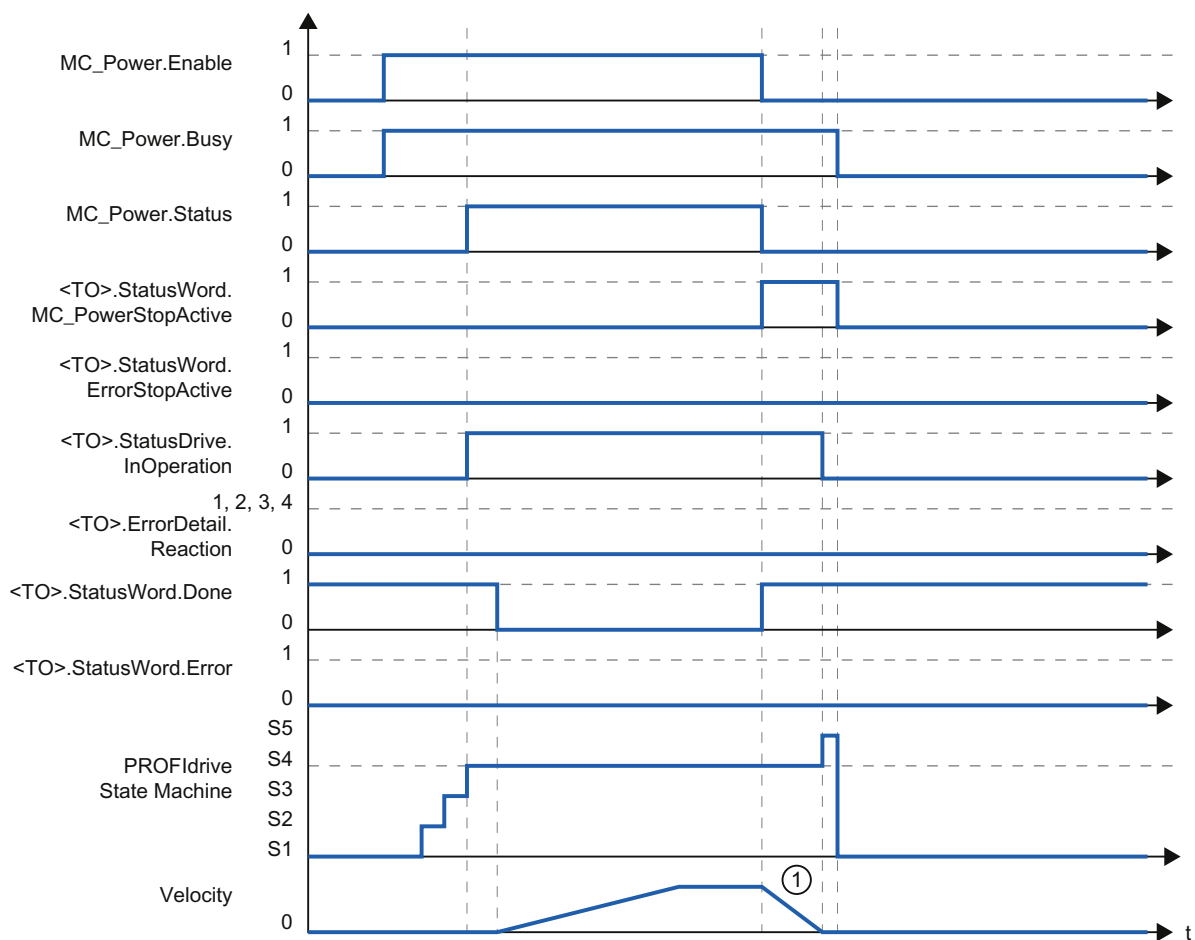 1
MC_Power.Enable
0
1
MC_Power.Busy
0
1
MC_Power.Status
0
1
<TO>.StatusWord.
MC_PowerStopActive
0
1
<TO>.StatusWord.
ErrorStopActive
0
1
<TO>.StatusDrive.
InOperation
0
1, 2, 3, 4
<TO>.ErrorDetail.
Reaction
0
1
<TO>.StatusWord.Done
0
1
<TO>.StatusWord.Error
0
S5
S4
PROFIdrive
State Machine
S3
S2
S1
1
Velocity
0
t